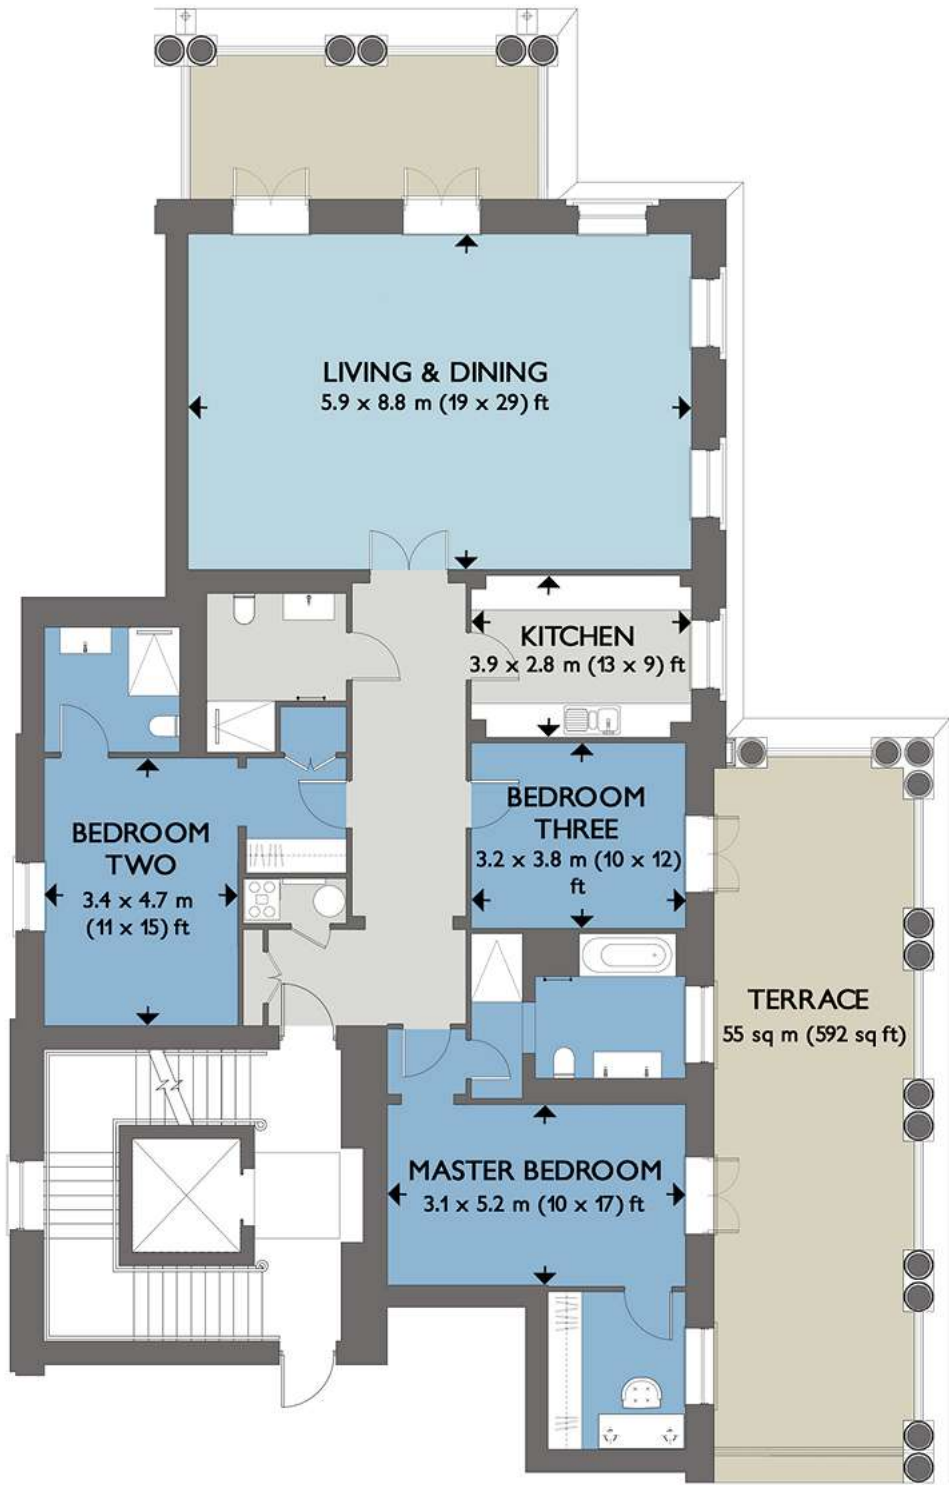 LIVING & DINING
5.9 x 8.8 m (19 x 29) ft
KITCHEN
3.9 x 2.8 m (13 x 9) ft
BEDROOM
TWO
3.4 x 4.7 m
(11 x 15) ft
BEDROOM
THREE
3.2 x 3.8 m (10 x 12)
ft
TERRACE
55 sq m (592 sq ft)
MASTER BEDROOM
3.1 x 5.2 m (10 x 17) ft